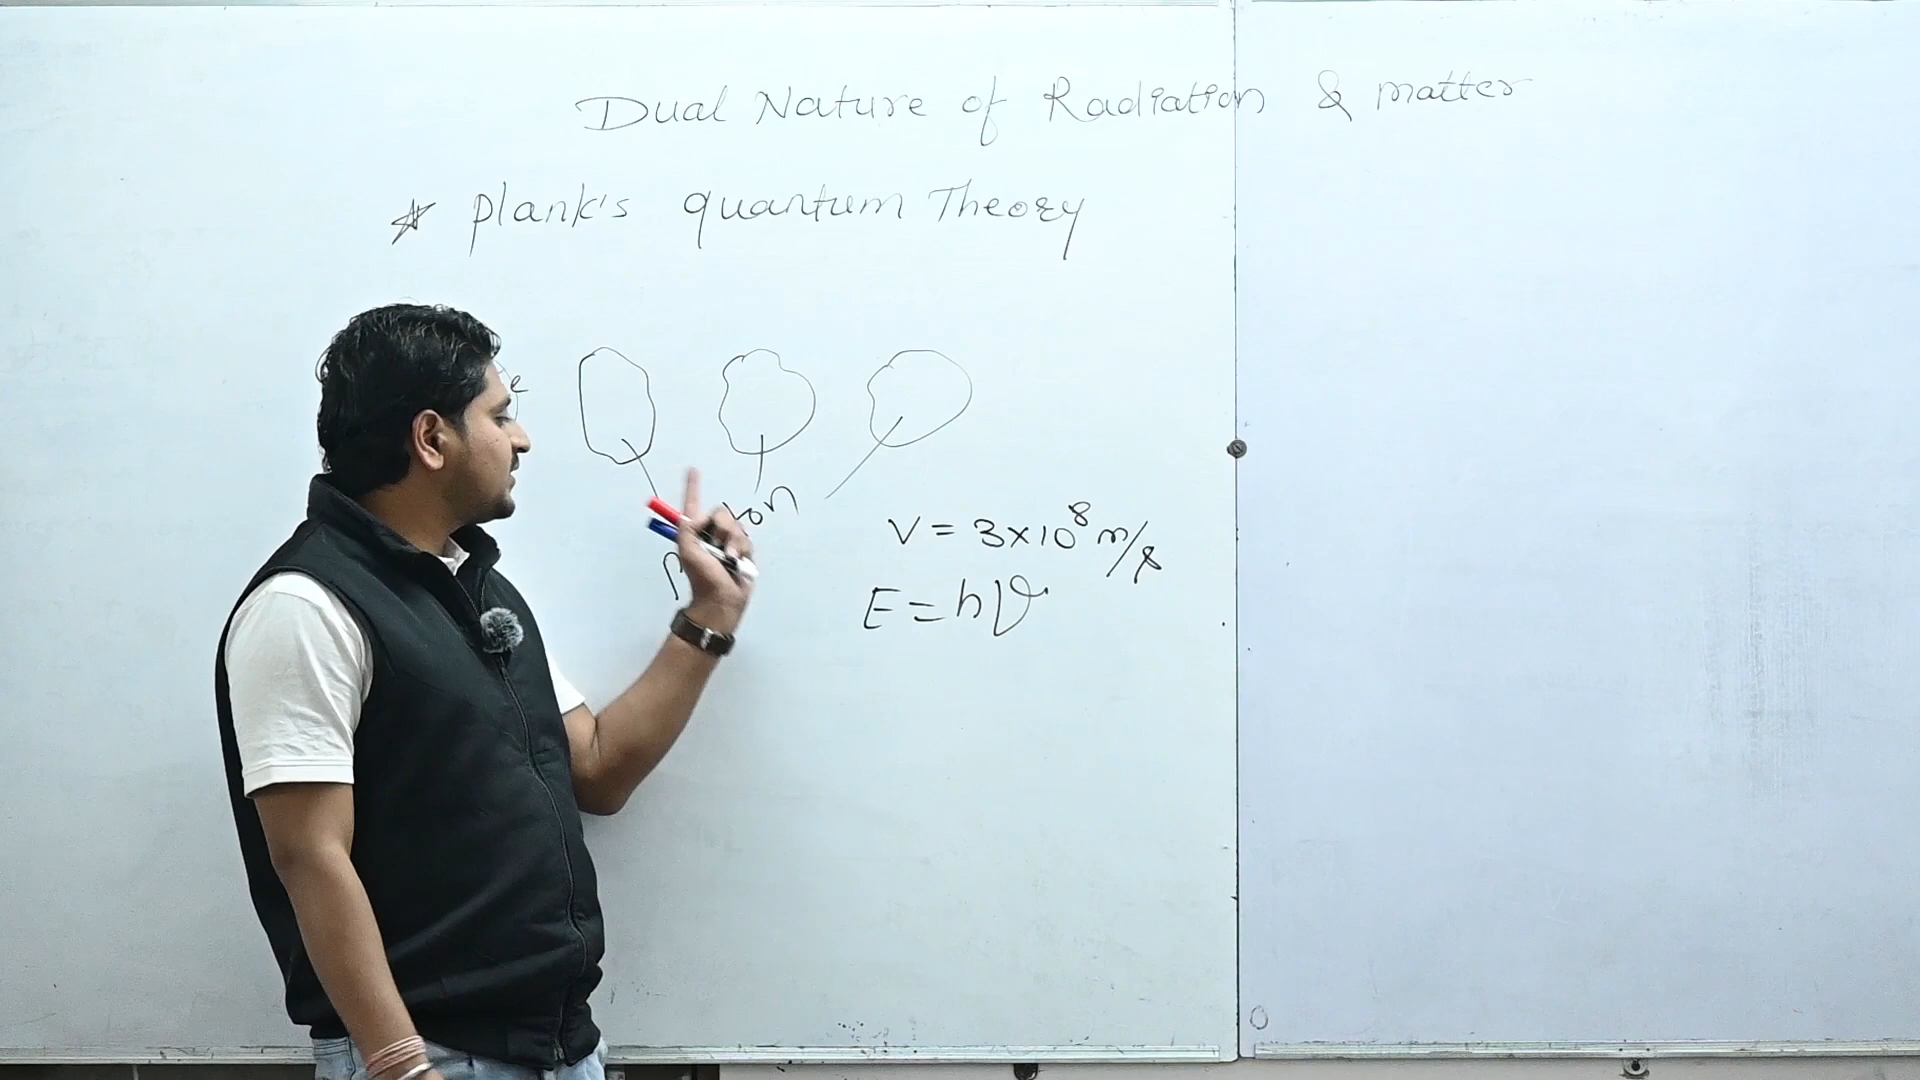 Dual Nature of Radiation & matter
* plank's quantum Theory
V = 3×10⁸ m/s
E = hν